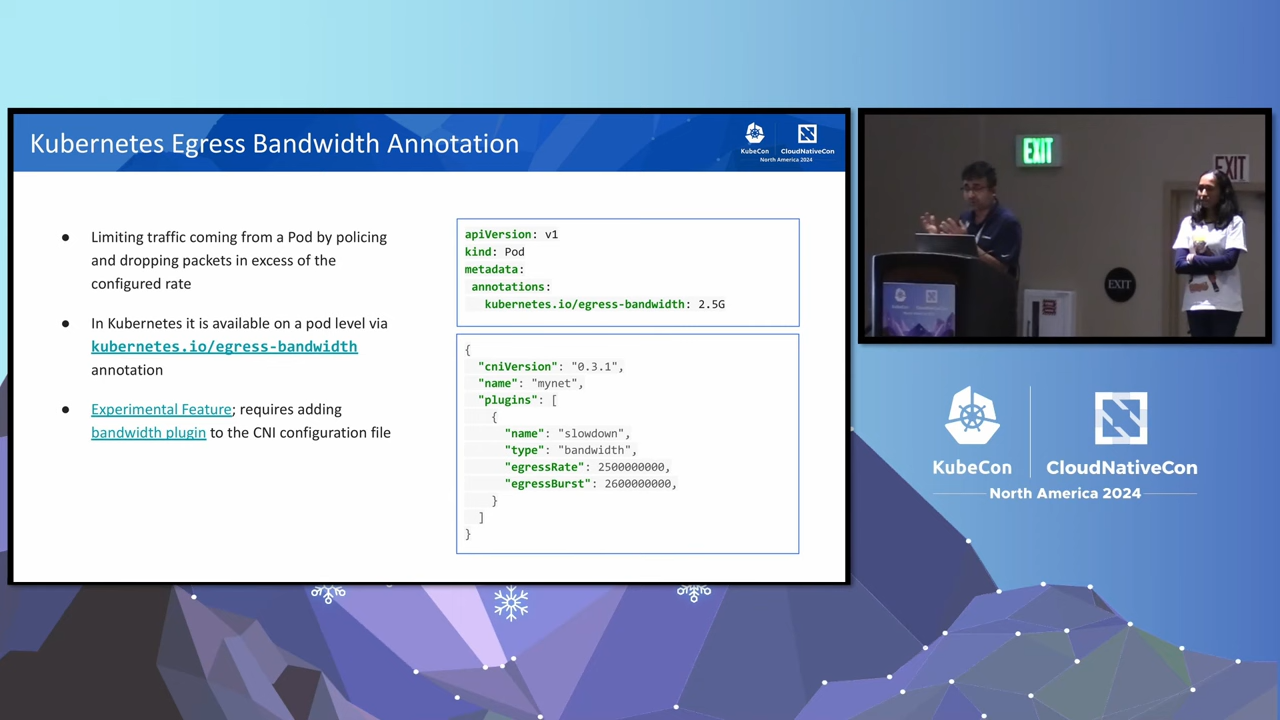 Kubernetes Egress Bandwidth Annotation
KubeCon
CloudNativeCon
North America 2024
● Limiting traffic coming from a Pod by policing
and dropping packets in excess of the
configured rate
● In Kubernetes it is available on a pod level via
kubernetes.io/egress-bandwidth
annotation
● Experimental Feature; requires adding
bandwidth plugin to the CNI configuration file
apiVersion: v1
kind: Pod
metadata:
annotations:
kubernetes.io/egress-bandwidth: 2.5G
{
"cniVersion": "0.3.1",
"name": "mynet",
"plugins": [
{
"name": "slowdown",
"type": "bandwidth",
"egressRate": 2500000000,
"egressBurst": 2600000000,
}
]
}
EXIT
EXIT
EXIT
KubeCon
CloudNativeCon
North America 2024